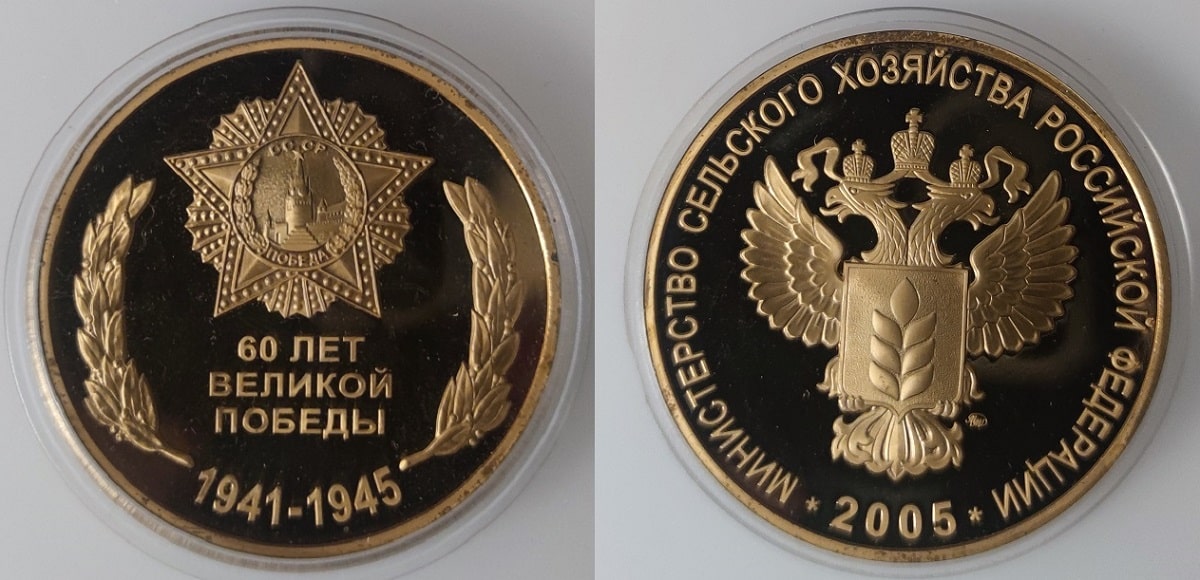 СССР
ПОБЕДА
60 ЛЕТ
ВЕЛИКОЙ
ПОБЕДЫ
1941-1945
МИНИСТЕРСТВО СЕЛЬСКОГО ХОЗЯЙСТВА РОССИЙСКОЙ ФЕДЕРАЦИИ
* 2005 *